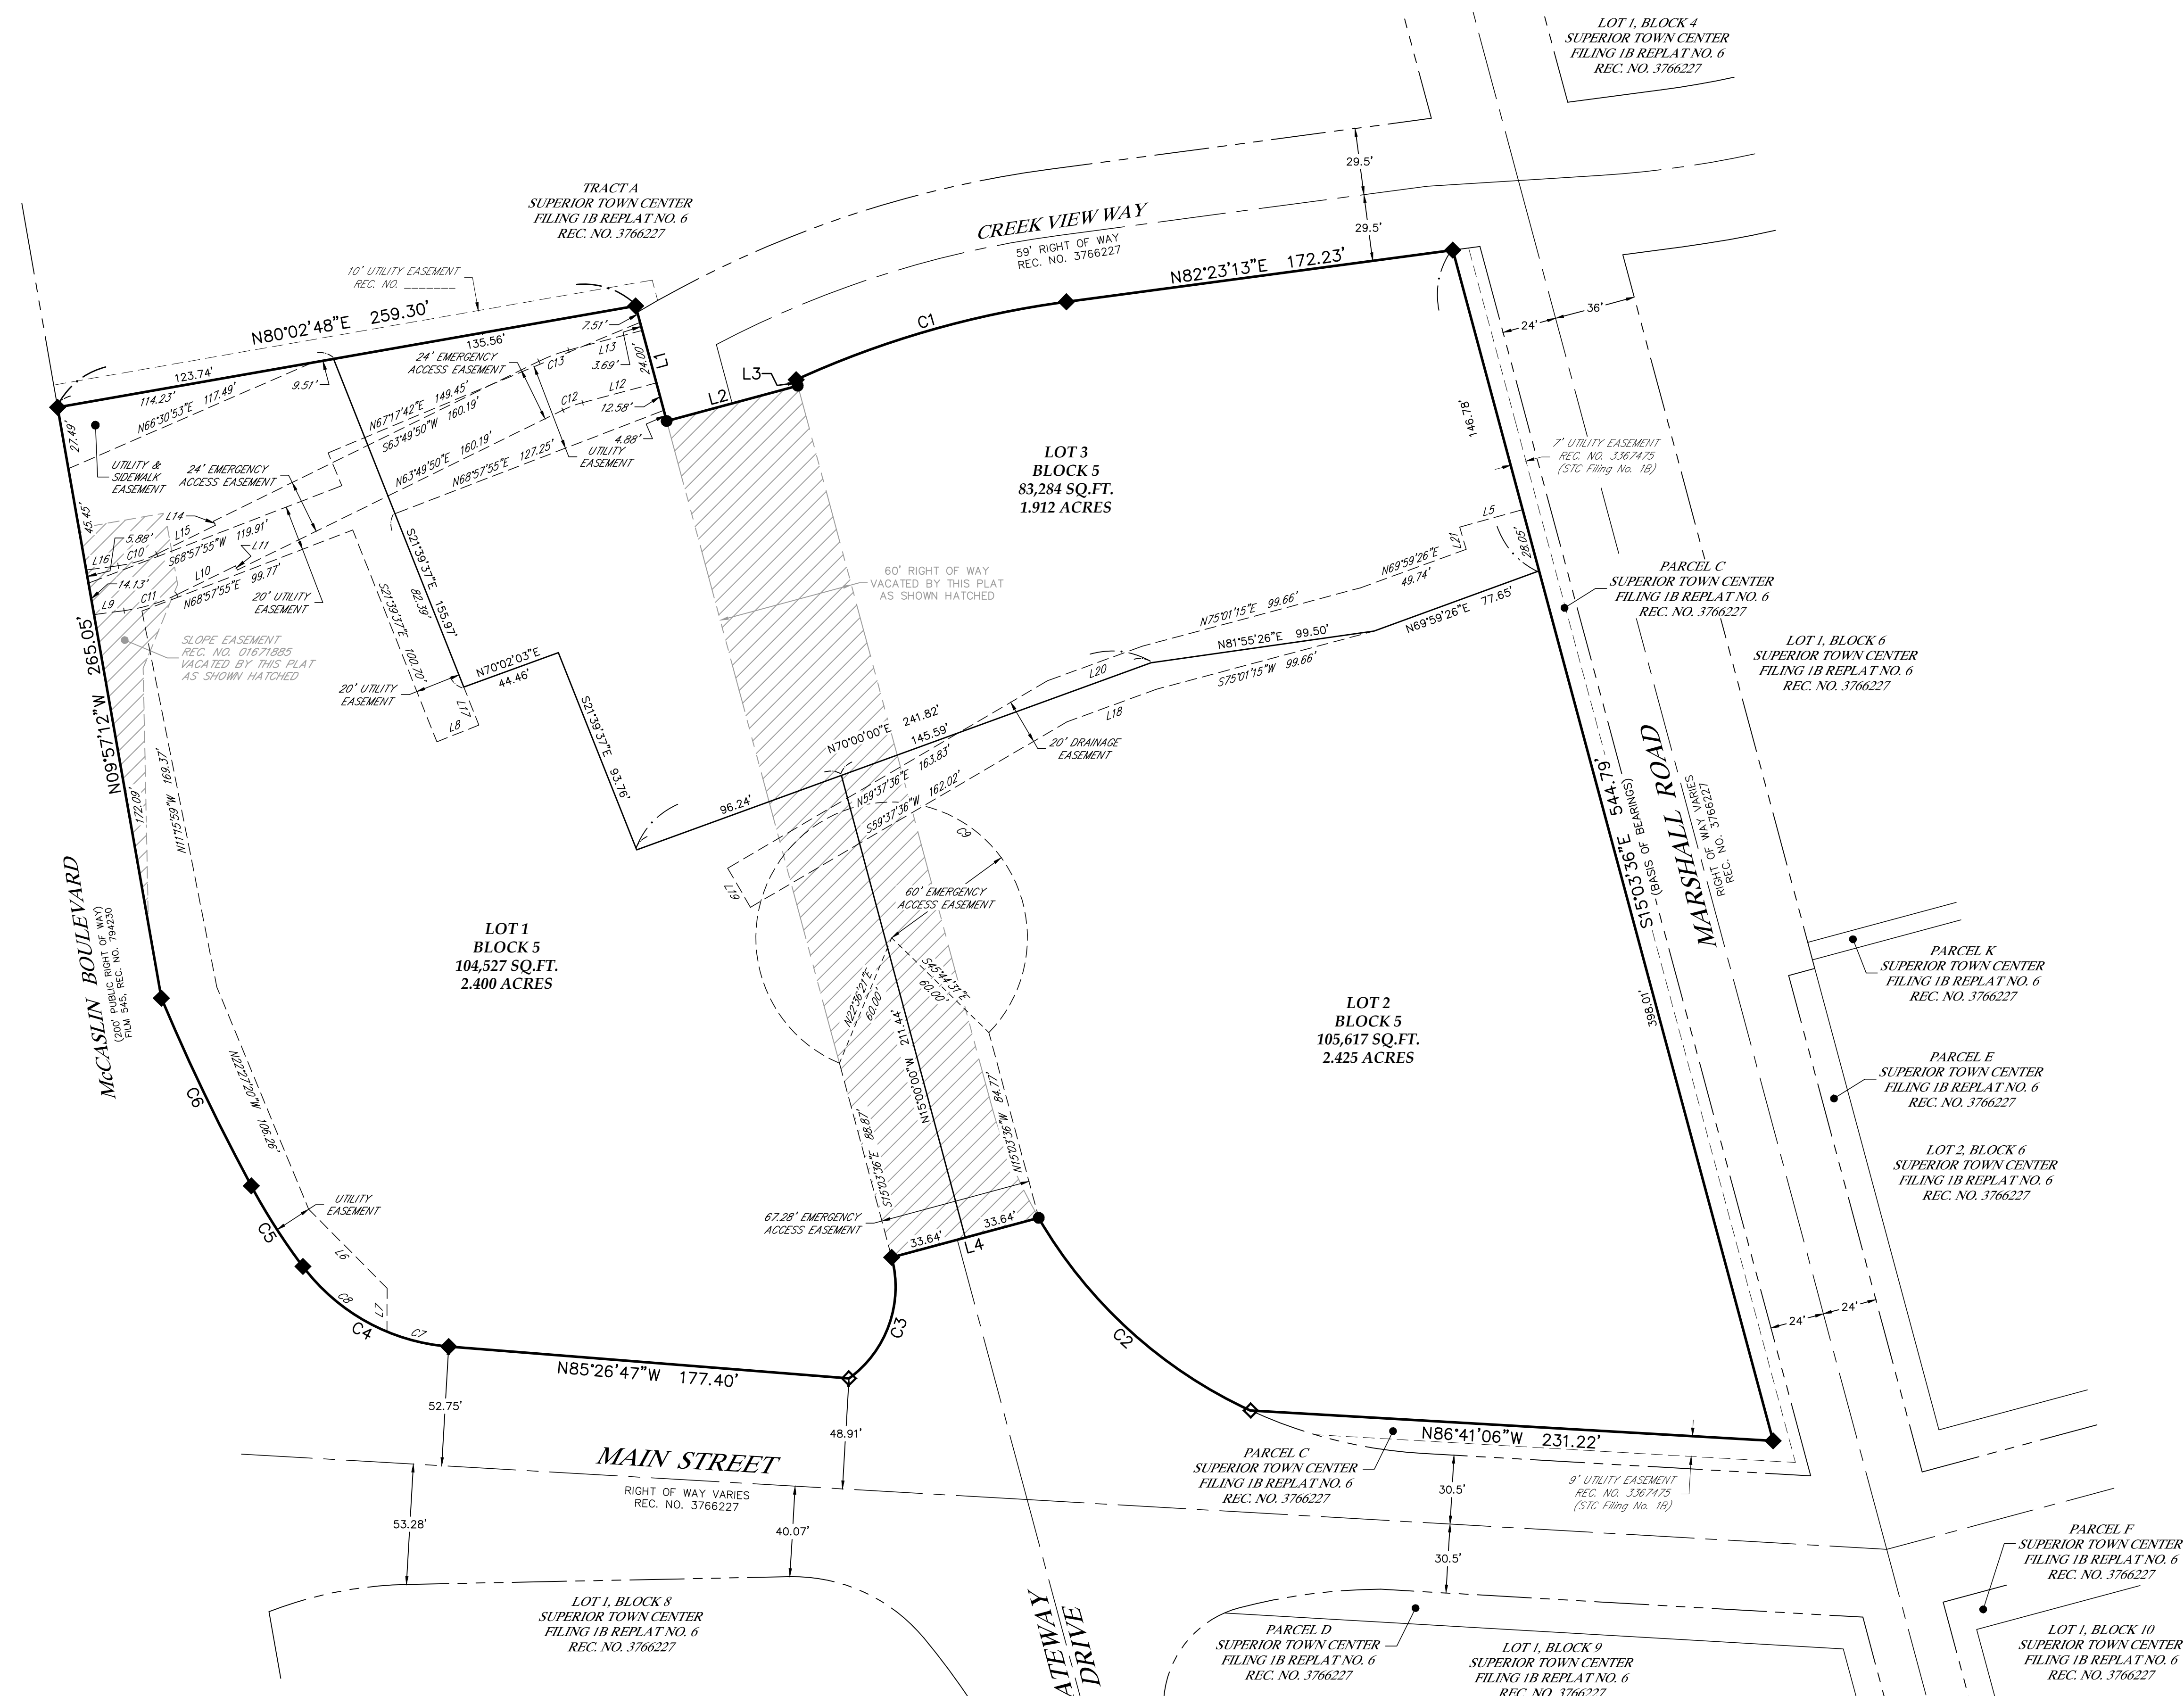 LOT 1, BLOCK 4
SUPERIOR TOWN CENTER
FILING 1B REPLAT NO. 6
REC. NO. 3766227
29.5'
29.5'
TRACT A
SUPERIOR TOWN CENTER
FILING 1B REPLAT NO. 6
REC. NO. 3766227
CREEK VIEW WAY
59' RIGHT OF WAY
REC. NO. 3766227
N82°23'13"E 172.23'
C1
10' UTILITY EASEMENT
REC. NO. _______
N80°02'48"E 259.30'
135.56'
123.74'
114.23'
N66°30'53"E 117.49'
9.51'
24' EMERGENCY
ACCESS EASEMENT
7.51'
L13
3.69'
24.00'
L1
C13
C12
L12
12.58'
4.88'
L2
L3
N67°17'42"E 149.45'
S63°49'50"W 160.19'
N63°49'50"E 160.19'
N68°57'55"E 127.25'
UTILITY
EASEMENT
27.49'
UTILITY &
SIDEWALK
EASEMENT
24' EMERGENCY
ACCESS EASEMENT
45.45'
L14
L15
5.88'
C10
L16
S68°57'55"W 119.91'
L11
L10
14.13'
L9
C11
N68°57'55"E 99.77'
20' UTILITY
EASEMENT
SLOPE EASEMENT
REC. NO. 01671885
VACATED BY THIS PLAT
AS SHOWN HATCHED
S21°39'37"E 100.70'
S21°39'37"E 155.97'
82.39'
20' UTILITY
EASEMENT
L8
L17
N70°02'03"E
44.46'
S21°39'37"E 93.76'
96.24'
N09°57'12"W 265.05'
172.09'
N11°15'59"W 169.37'
McCASLIN BOULEVARD
(200' PUBLIC RIGHT OF WAY)
FILM 545, REC. NO. 794230
LOT 1
BLOCK 5
104,527 SQ.FT.
2.400 ACRES
C6
N22°27'20"W 106.26'
UTILITY
EASEMENT
C5
L6
C8
L7
C4
C7
LOT 3
BLOCK 5
83,284 SQ.FT.
1.912 ACRES
60' RIGHT OF WAY
VACATED BY THIS PLAT
AS SHOWN HATCHED
146.78'
7' UTILITY EASEMENT
REC. NO. 3367475
(STC Filing No. 1B)
24'
36'
L5
L21
28.05'
N69°59'26"E
49.74'
N75°01'15"E 99.66'
N81°55'26"E 99.50'
N69°59'26"E 77.65'
S75°01'15"W 99.66'
L20
L18
20' DRAINAGE
EASEMENT
N70°00'00"E 241.82'
145.59'
N59°37'36"E 163.83'
S59°37'36"W 162.02'
L19
C9
60' EMERGENCY
ACCESS EASEMENT
N22°36'21"E
60.00'
S45°44'31"E
60.00'
N15°00'00"W 211.44'
S15°03'36"E 88.87'
N15°03'36"W 84.77'
67.28' EMERGENCY
ACCESS EASEMENT
33.64'
33.64'
L4
C3
C2
LOT 2
BLOCK 5
105,617 SQ.FT.
2.425 ACRES
S15°03'36"E 544.79'
(BASIS OF BEARINGS)
398.01'
MARSHALL ROAD
RIGHT OF WAY VARIES
REC. NO. 3766227
PARCEL C
SUPERIOR TOWN CENTER
FILING 1B REPLAT NO. 6
REC. NO. 3766227
LOT 1, BLOCK 6
SUPERIOR TOWN CENTER
FILING 1B REPLAT NO. 6
REC. NO. 3766227
PARCEL K
SUPERIOR TOWN CENTER
FILING 1B REPLAT NO. 6
REC. NO. 3766227
PARCEL E
SUPERIOR TOWN CENTER
FILING 1B REPLAT NO. 6
REC. NO. 3766227
LOT 2, BLOCK 6
SUPERIOR TOWN CENTER
FILING 1B REPLAT NO. 6
REC. NO. 3766227
24'
24'
N85°26'47"W 177.40'
52.75'
48.91'
MAIN STREET
RIGHT OF WAY VARIES
REC. NO. 3766227
53.28'
40.07'
N86°41'06"W 231.22'
PARCEL C
SUPERIOR TOWN CENTER
FILING 1B REPLAT NO. 6
REC. NO. 3766227
9' UTILITY EASEMENT
REC. NO. 3367475
(STC Filing No. 1B)
30.5'
30.5'
LOT 1, BLOCK 8
SUPERIOR TOWN CENTER
FILING 1B REPLAT NO. 6
REC. NO. 3766227
ATEWAY
DRIVE
PARCEL D
SUPERIOR TOWN CENTER
FILING 1B REPLAT NO. 6
REC. NO. 3766227
LOT 1, BLOCK 9
SUPERIOR TOWN CENTER
FILING 1B REPLAT NO. 6
REC. NO. 3766227
PARCEL F
SUPERIOR TOWN CENTER
FILING 1B REPLAT NO. 6
REC. NO. 3766227
LOT 1, BLOCK 10
SUPERIOR TOWN CENTER
FILING 1B REPLAT NO. 6
REC. NO. 3766227